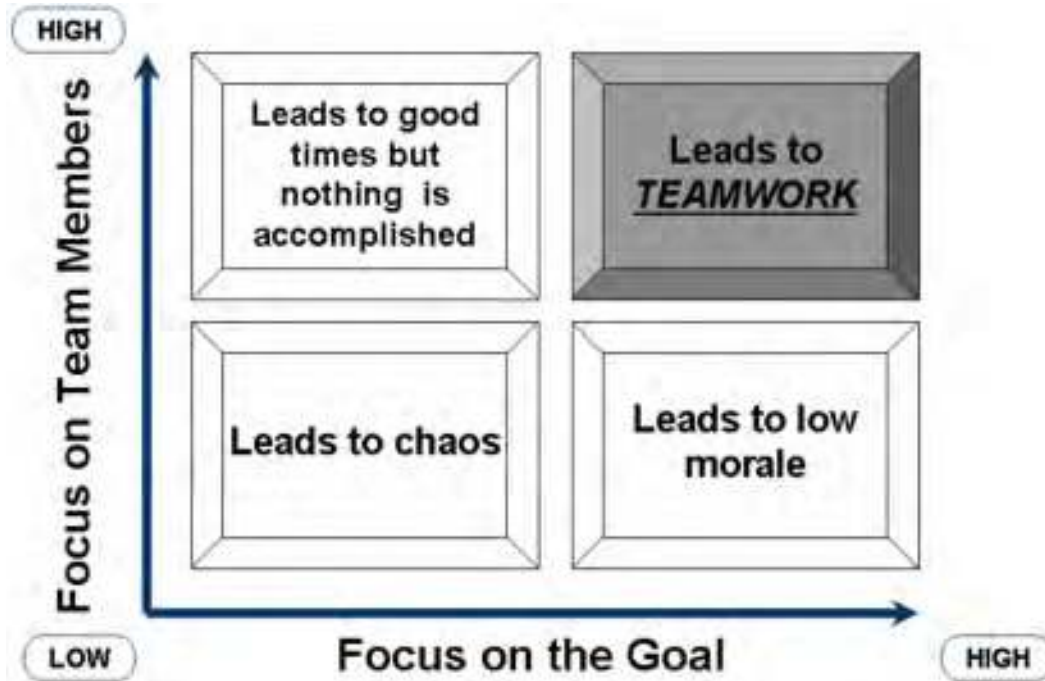 HIGH
Focus on Team Members
Leads to good
times but
nothing is
accomplished
Leads to
TEAMWORK
Leads to chaos
Leads to low
morale
LOW
Focus on the Goal
HIGH